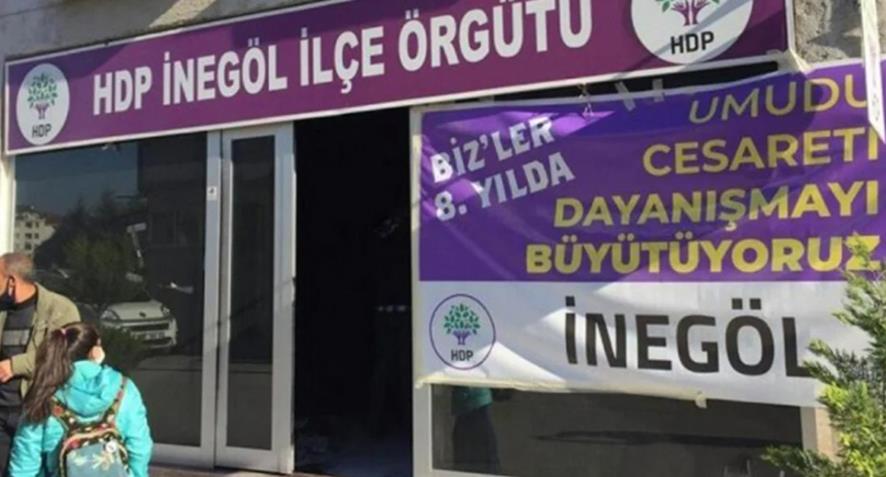 HDP İNEGÖL İLÇE ÖRGÜTÜ
HDP
HDP
BİZ'LER
8. YILDA
UMUDU
CESARETİ
DAYANIŞMAYI
BÜYÜTÜYORUZ
HDP
İNEGÖL